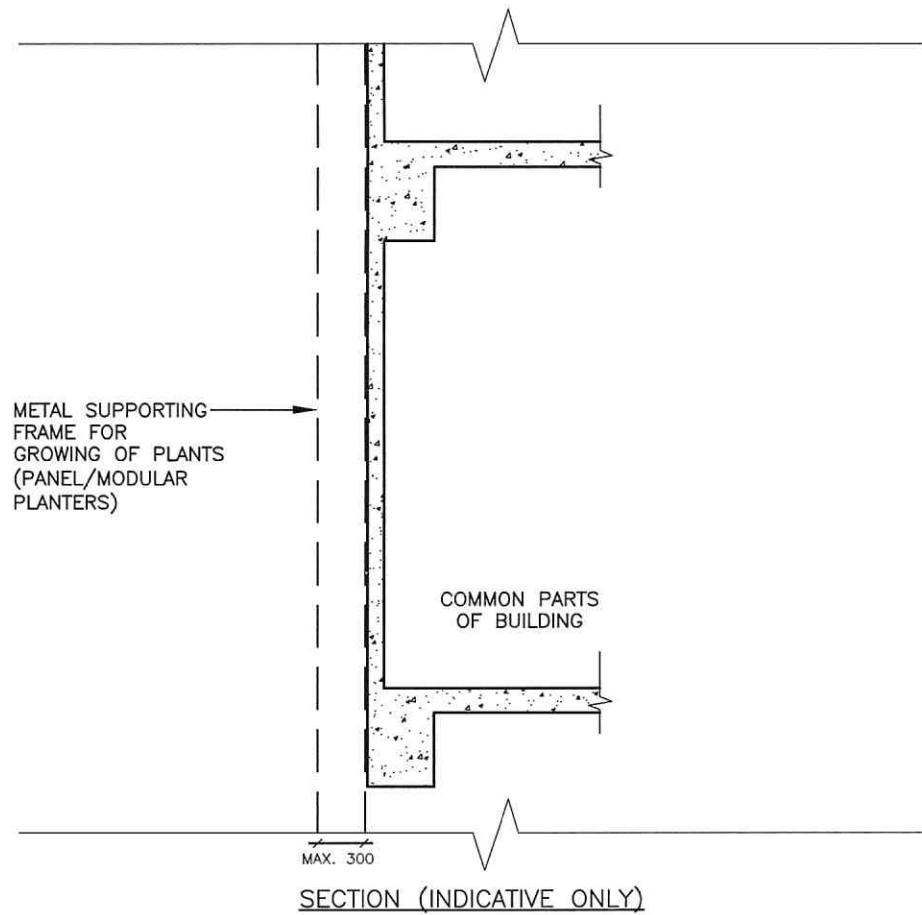 METAL SUPPORTING
FRAME FOR
GROWING OF PLANTS
(PANEL/MODULAR
PLANTERS)
COMMON PARTS
OF BUILDING
MAX. 300
SECTION (INDICATIVE ONLY)